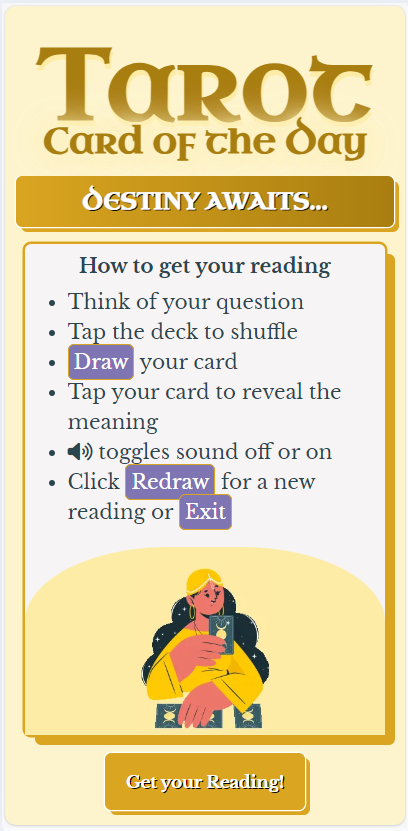 Tarot
Card of the Day
DESTINY AWAITS...
How to get your reading
Think of your question
Tap the deck to shuffle
Draw your card
Tap your card to reveal the
meaning
toggles sound off or on
Click Redraw for a new
reading or Exit
Get your Reading!